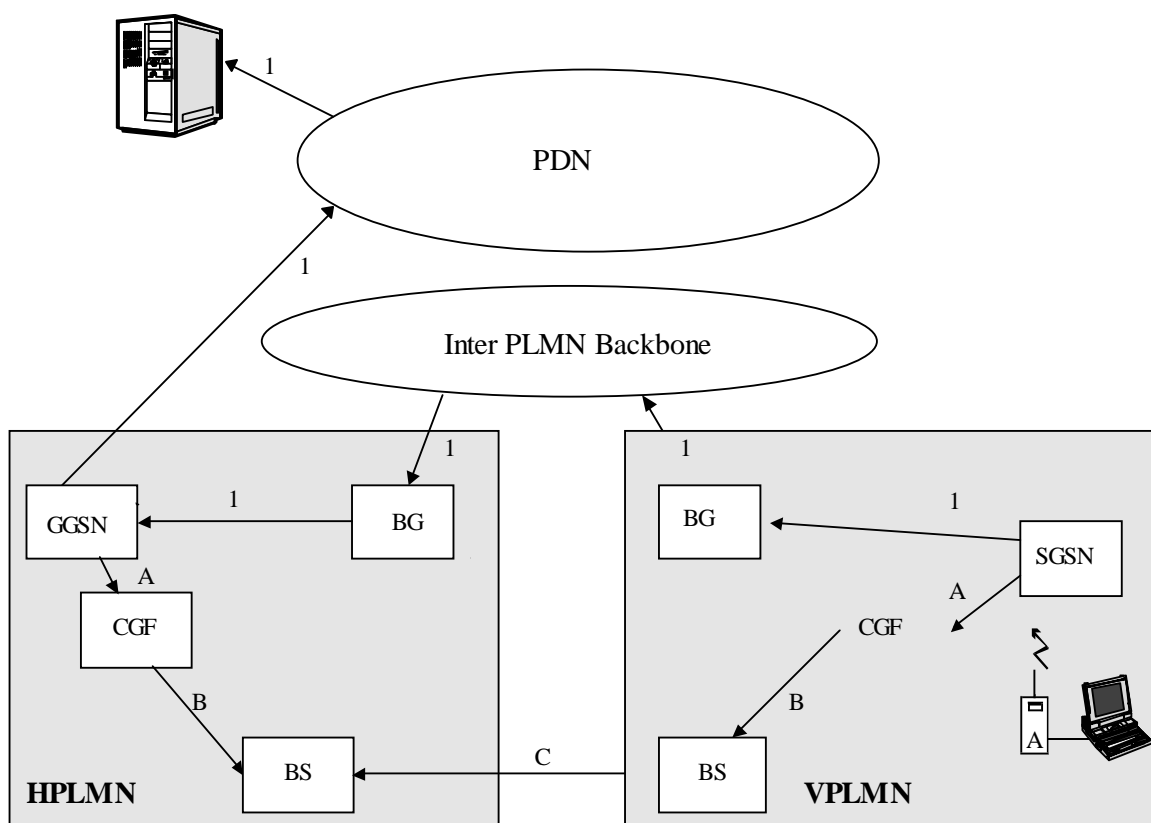 1
PDN
1
Inter PLMN Backbone
1
1
GGSN
1
BG
BG
1
SGSN
A
CGF
A
CGF
B
B
A
BS
C
BS
HPLMN
VPLMN